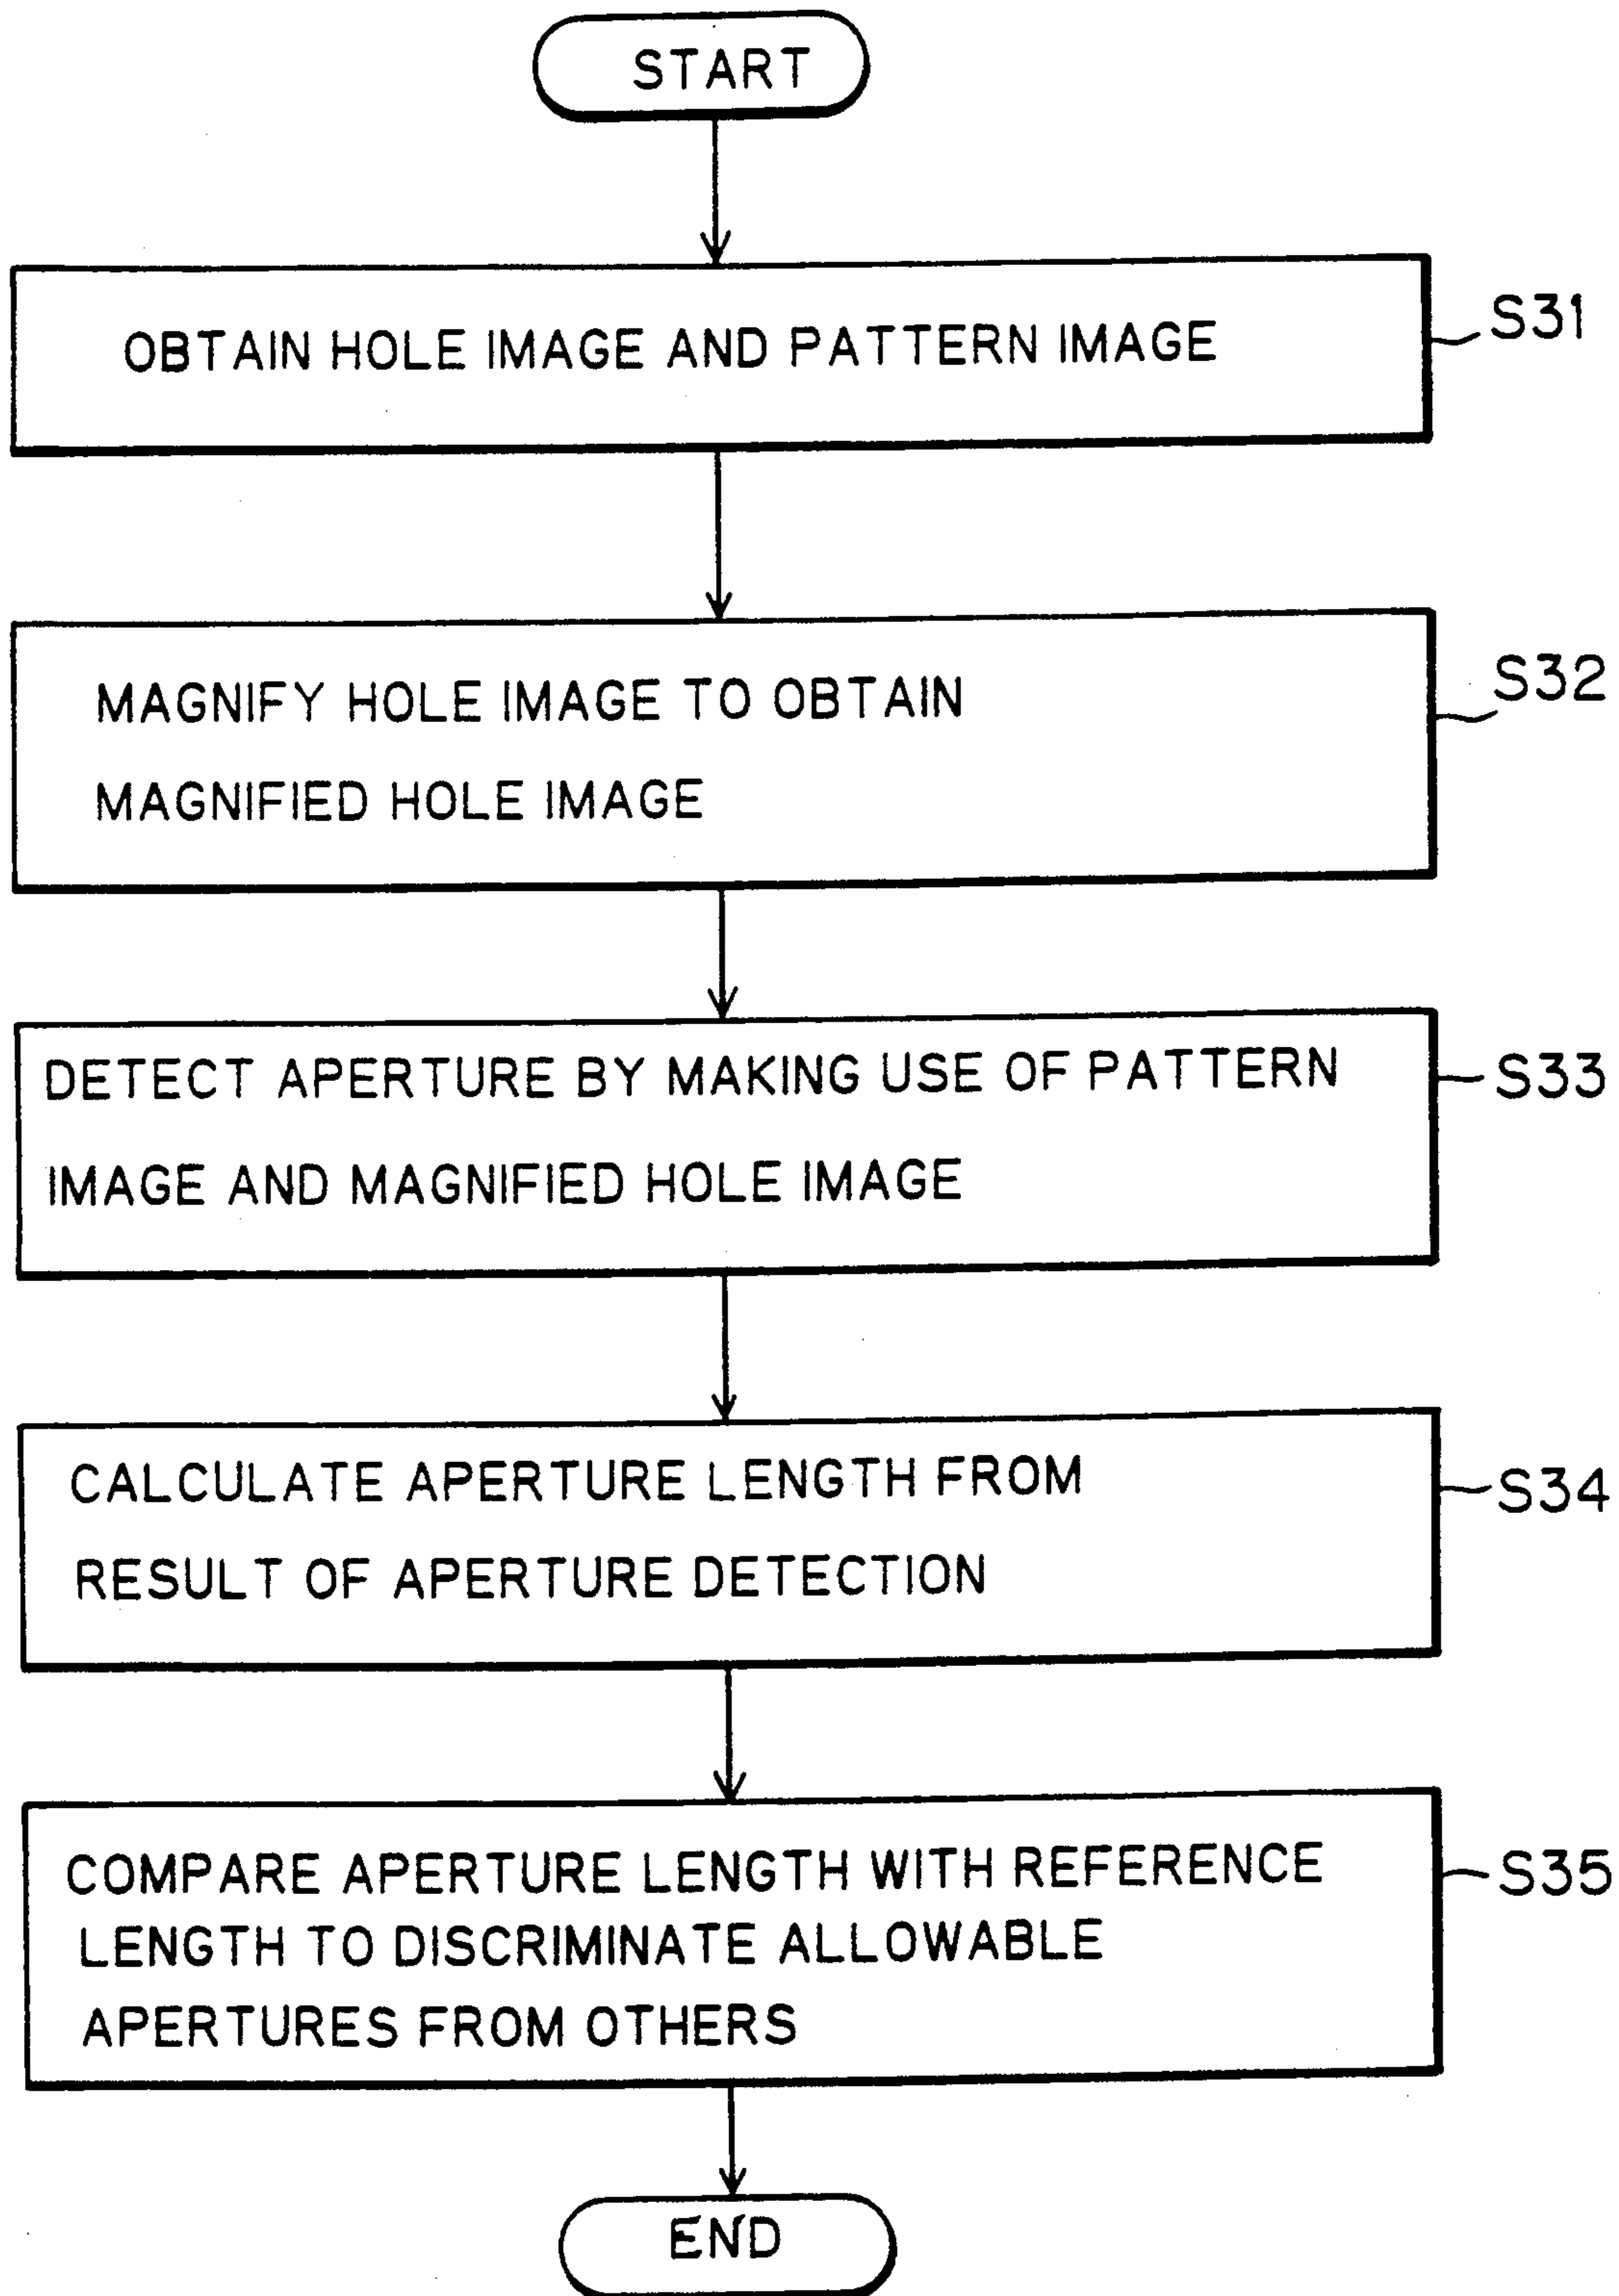 START
OBTAIN HOLE IMAGE AND PATTERN IMAGE
S31
MAGNIFY HOLE IMAGE TO OBTAIN
MAGNIFIED HOLE IMAGE
S32
DETECT APERTURE BY MAKING USE OF PATTERN
IMAGE AND MAGNIFIED HOLE IMAGE
S33
CALCULATE APERTURE LENGTH FROM
RESULT OF APERTURE DETECTION
S34
COMPARE APERTURE LENGTH WITH REFERENCE
LENGTH TO DISCRIMINATE ALLOWABLE
APERTURES FROM OTHERS
S35
END